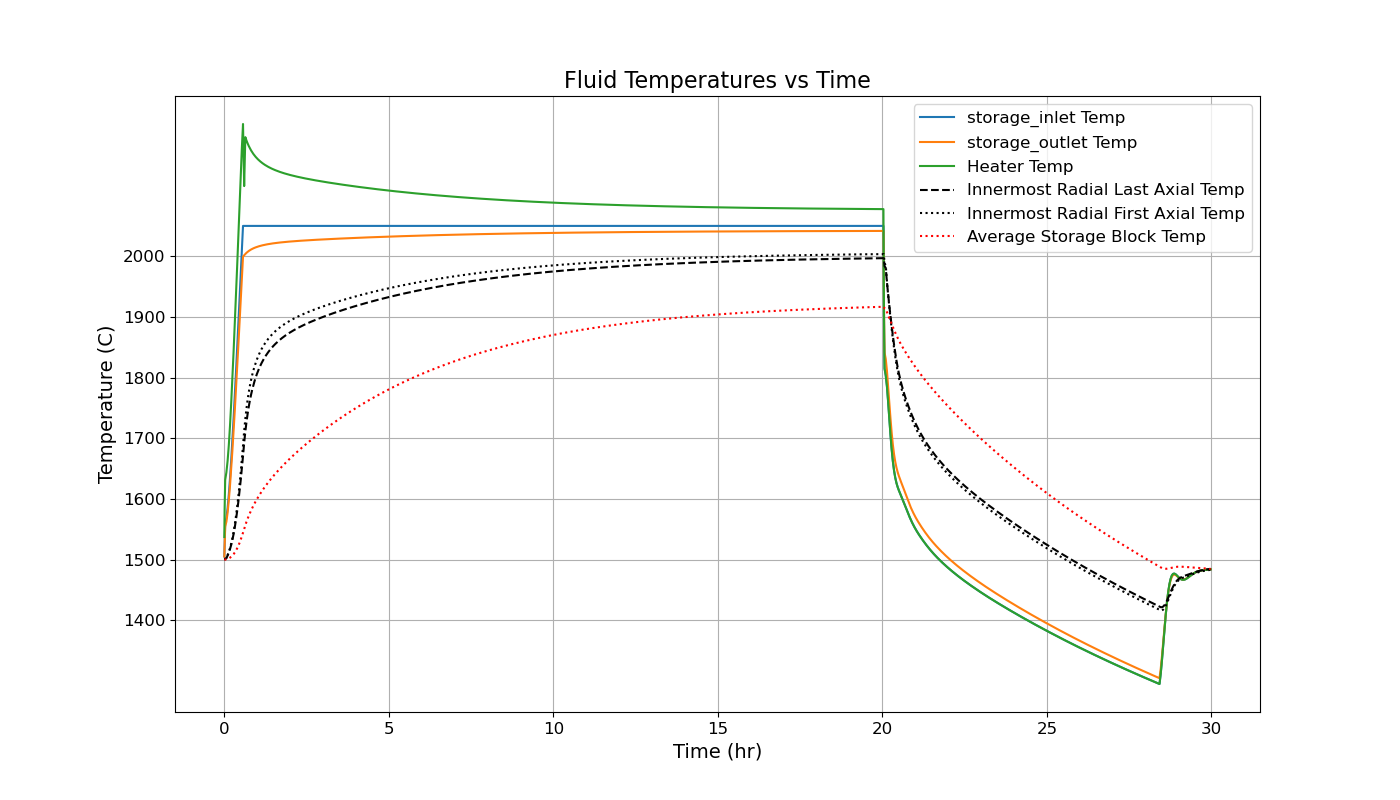 Fluid Temperatures vs Time
storage_inlet Temp
storage_outlet Temp
Heater Temp
Innermost Radial Last Axial Temp
Innermost Radial First Axial Temp
Average Storage Block Temp
Temperature (C)
2000
1900
1800
1700
1600
1500
1400
0 5 10 15 20 25 30
Time (hr)